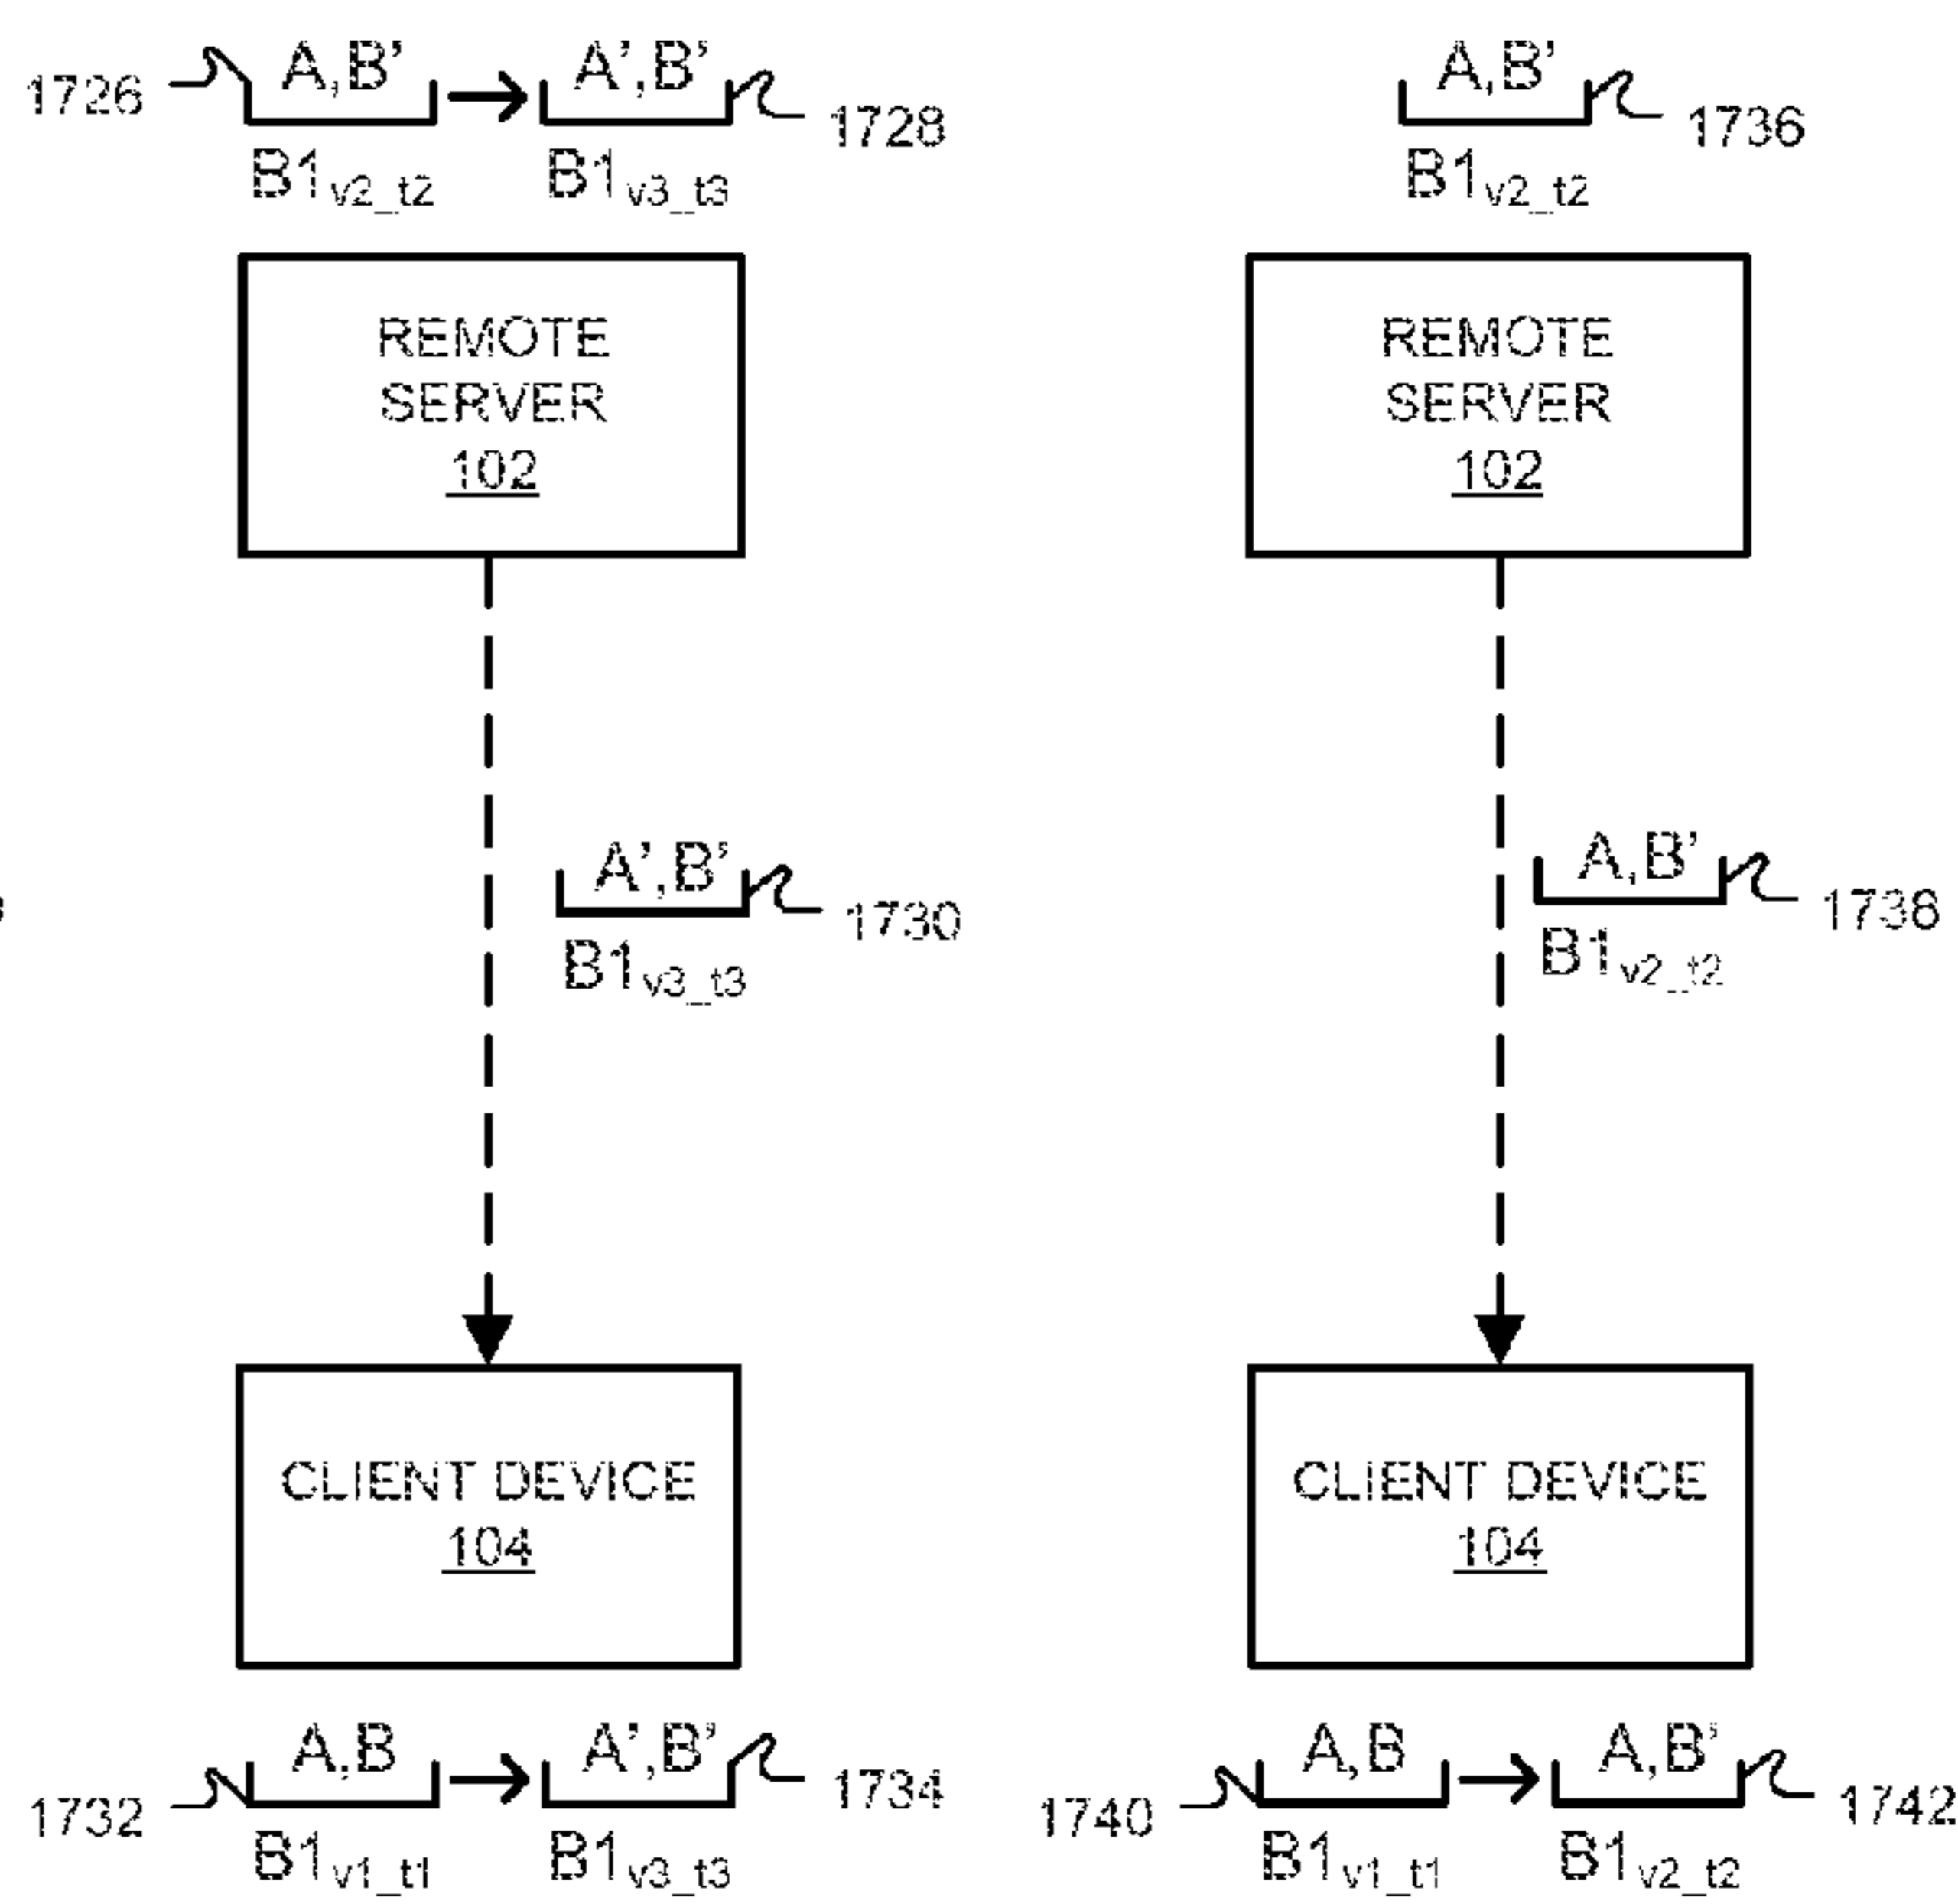 A,B' A',B'
1726 1728
B1v2_t2 B1v3_t3
REMOTE
SERVER
102
A',B'
1730
B1v3_t3
CLIENT DEVICE
104
A,B A',B'
1732 1734
B1v1_t1 B1v3_t3
A,B'
1736
B1v2_t2
REMOTE
SERVER
102
A,B'
1738
B1v2_t2
CLIENT DEVICE
104
A,B A,B'
1740 1742
B1v1_t1 B1v2_t2